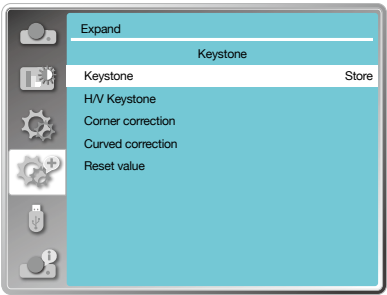 Expand
Keystone
Keystone Store
H/V Keystone
Corner correction
Curved correction
Reset value